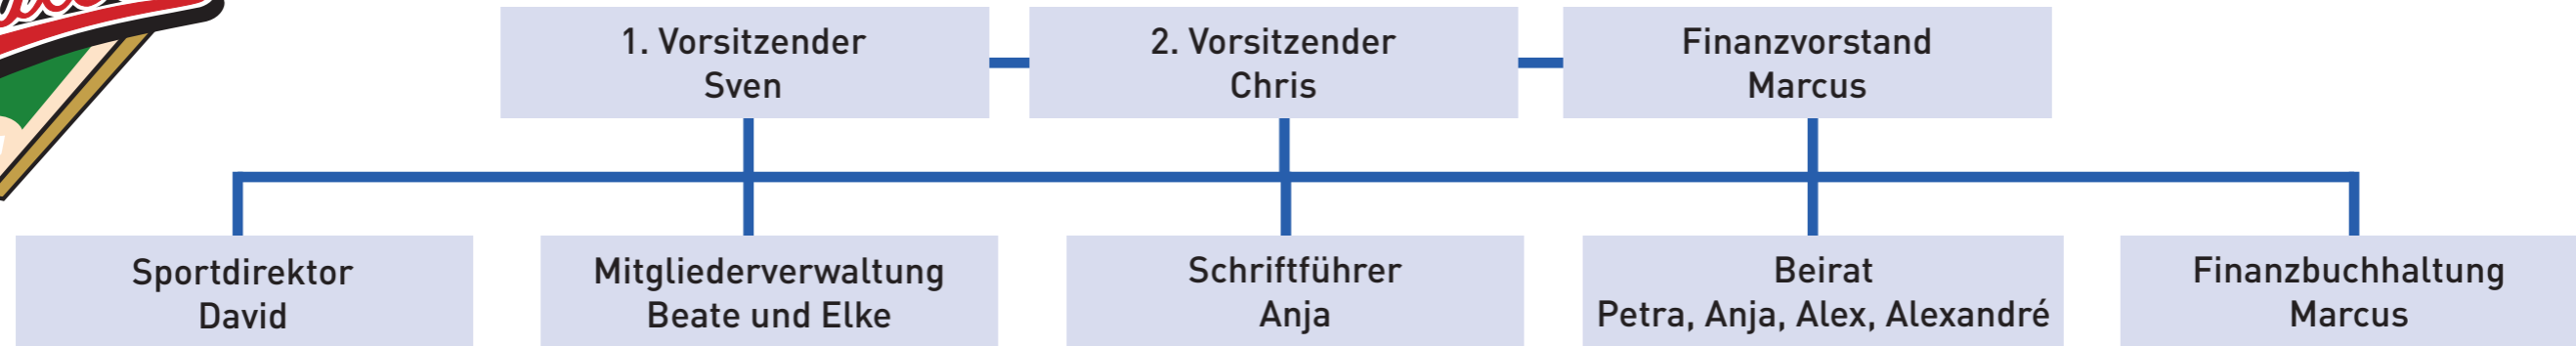 1. Vorsitzender
Sven
2. Vorsitzender
Chris
Finanzvorstand
Marcus
Sportdirektor
David
Mitgliederverwaltung
Beate und Elke
Schriftführer
Anja
Beirat
Petra, Anja, Alex, Alexandré
Finanzbuchhaltung
Marcus